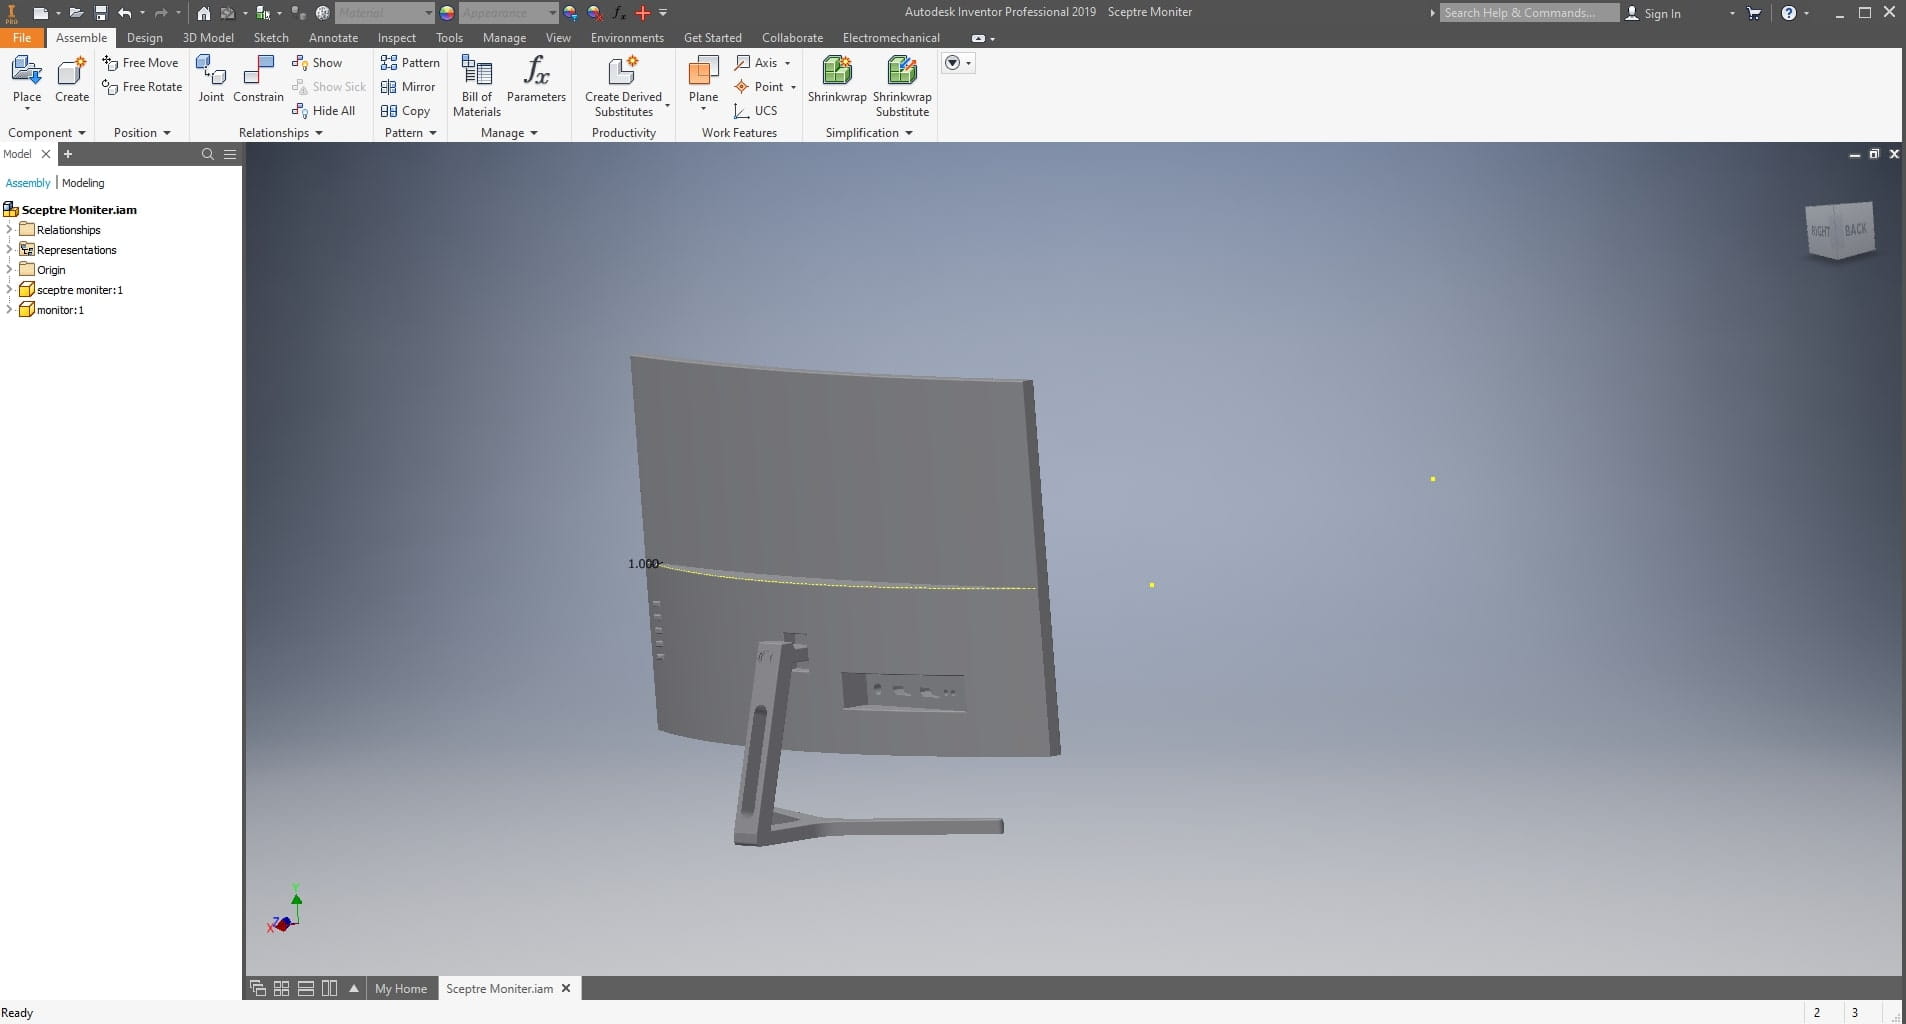 PRO
Material
Appearance
fx
Autodesk Inventor Professional 2019 Sceptre Moniter
Search Help & Commands...
Sign In
?
File Assemble Design 3D Model Sketch Annotate Inspect Tools Manage View Environments Get Started Collaborate Electromechanical
Place
Create
Component
Free Move
Free Rotate
Position
Joint
Constrain
Show
Show Sick
Hide All
Relationships
Pattern
Mirror
Copy
Pattern
Bill of
Materials
fx
Parameters
Manage
Create Derived
Substitutes
Productivity
Plane
Axis
Point
UCS
Work Features
Shrinkwrap
Shrinkwrap
Substitute
Simplification
Model
Assembly | Modeling
Sceptre Moniter.iam
Relationships
Representations
Origin
sceptre moniter:1
monitor:1
RIGHT BACK
1.000
Y
Z
X
My Home
Sceptre Moniter.iam
Ready
2 3